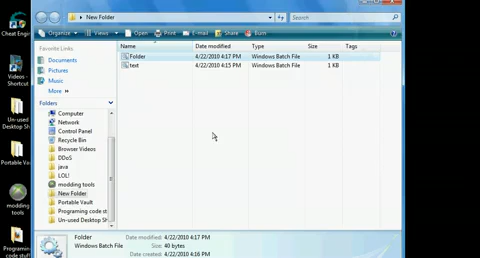 New Folder
Search
Organize
Views
Open
Print
E-mail
Share
Burn
Favorite Links
Documents
Pictures
Music
More
Folders
Computer
Network
Control Panel
Recycle Bin
Browser Videos
DDoS
java
LOL!
modding tools
New Folder
Portable Vault
Programing code st
Un-used Desktop S
Name
Date modified
Type
Size
Tags
Folder
4/22/2010 4:17 PM
Windows Batch File
1 KB
text
4/22/2010 4:15 PM
Windows Batch File
1 KB
Folder
Date modified: 4/22/2010 4:17 PM
Windows Batch File
Size: 40 bytes
Date created: 4/22/2010 4:16 PM
Cheat Engin
Videos -
Shortcut
Un-used
Desktop Sh
Portable Vau
modding
tools
Programin
code stuff